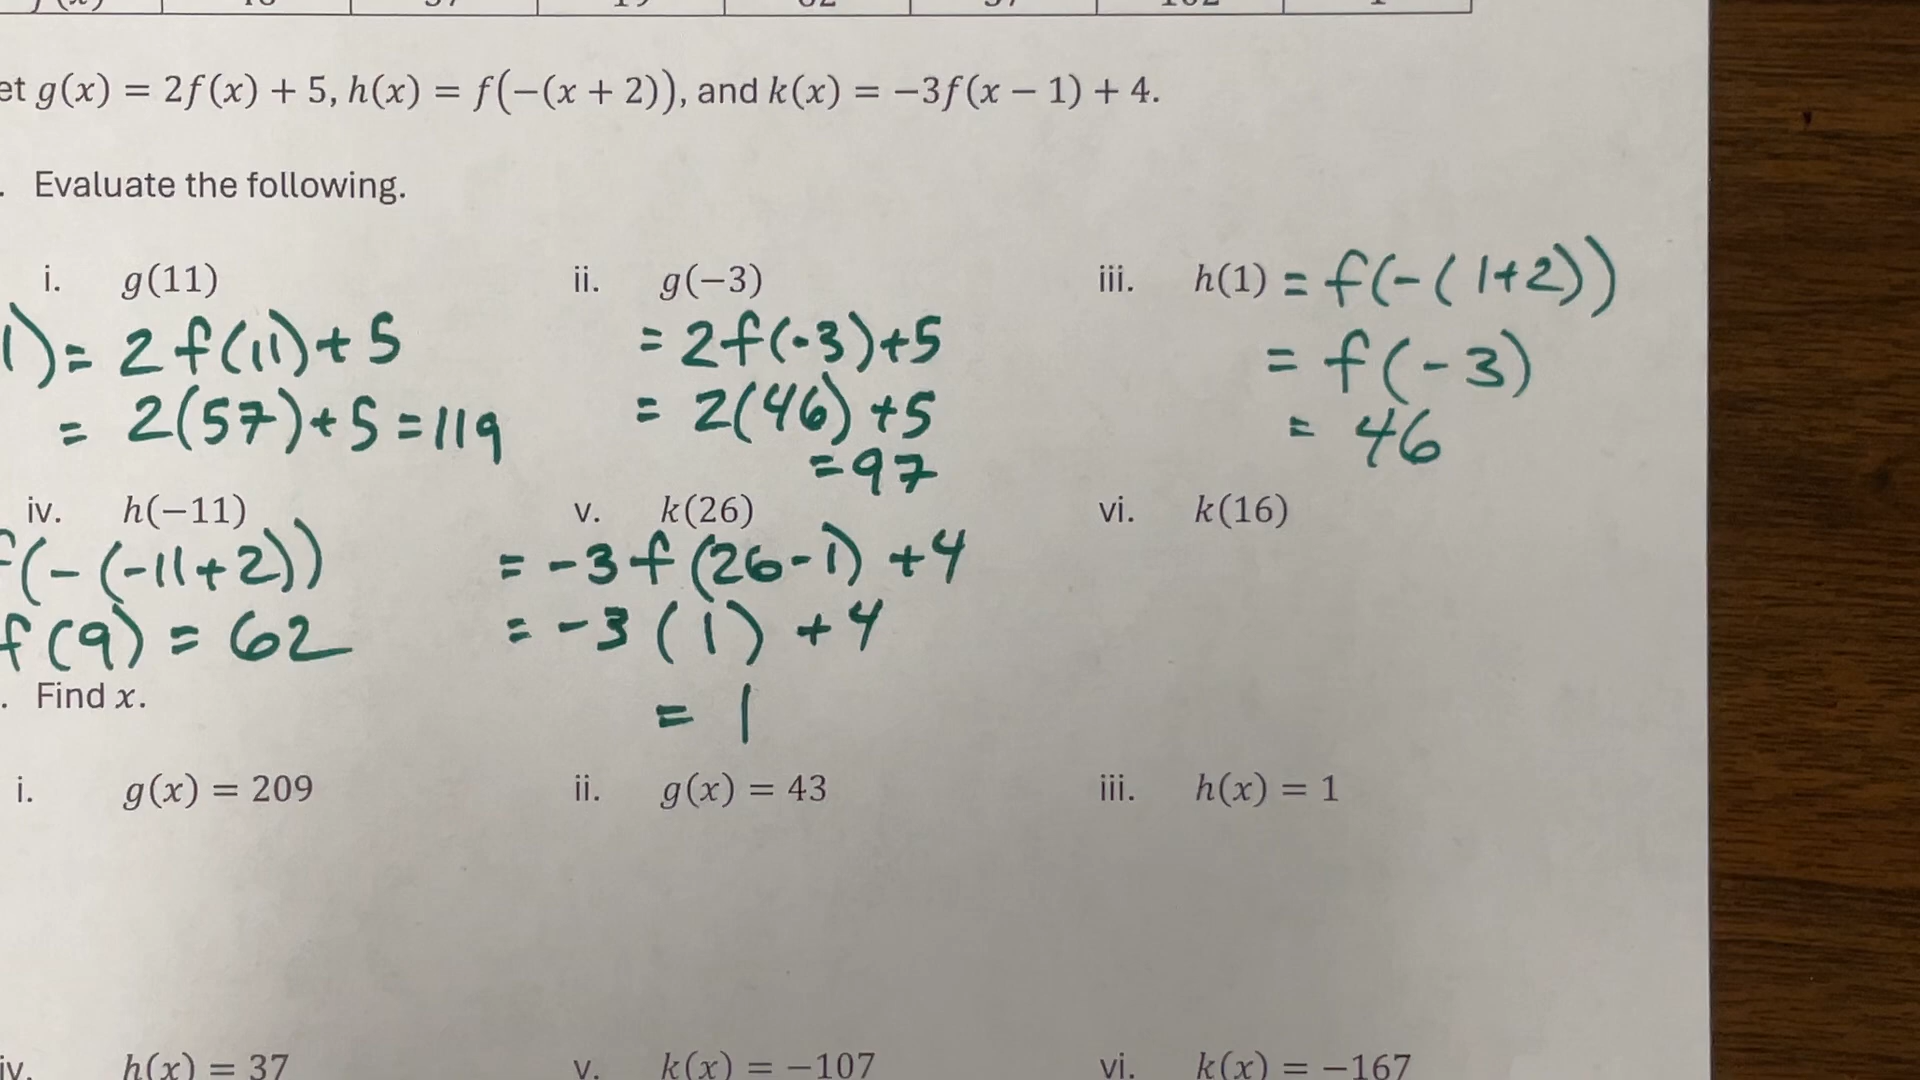 et g(x) = 2f(x) + 5, h(x) = f(−(x + 2)), and k(x) = −3f(x − 1) + 4.
. Evaluate the following.
i. g(11)
1) = 2f(11) + 5
= 2(57) + 5 = 119
ii. g(−3)
= 2f(-3) + 5
= 2(46) + 5
= 97
iii. h(1) = f(-(1+2))
= f(-3)
= 46
iv. h(−11)
f(-(-11+2))
f(9) = 62
v. k(26)
= -3f(26-1) + 4
= -3(1) + 4
= 1
vi. k(16)
. Find x.
i. g(x) = 209
ii. g(x) = 43
iii. h(x) = 1
iv. h(x) = 37
v. k(x) = −107
vi. k(x) = −167